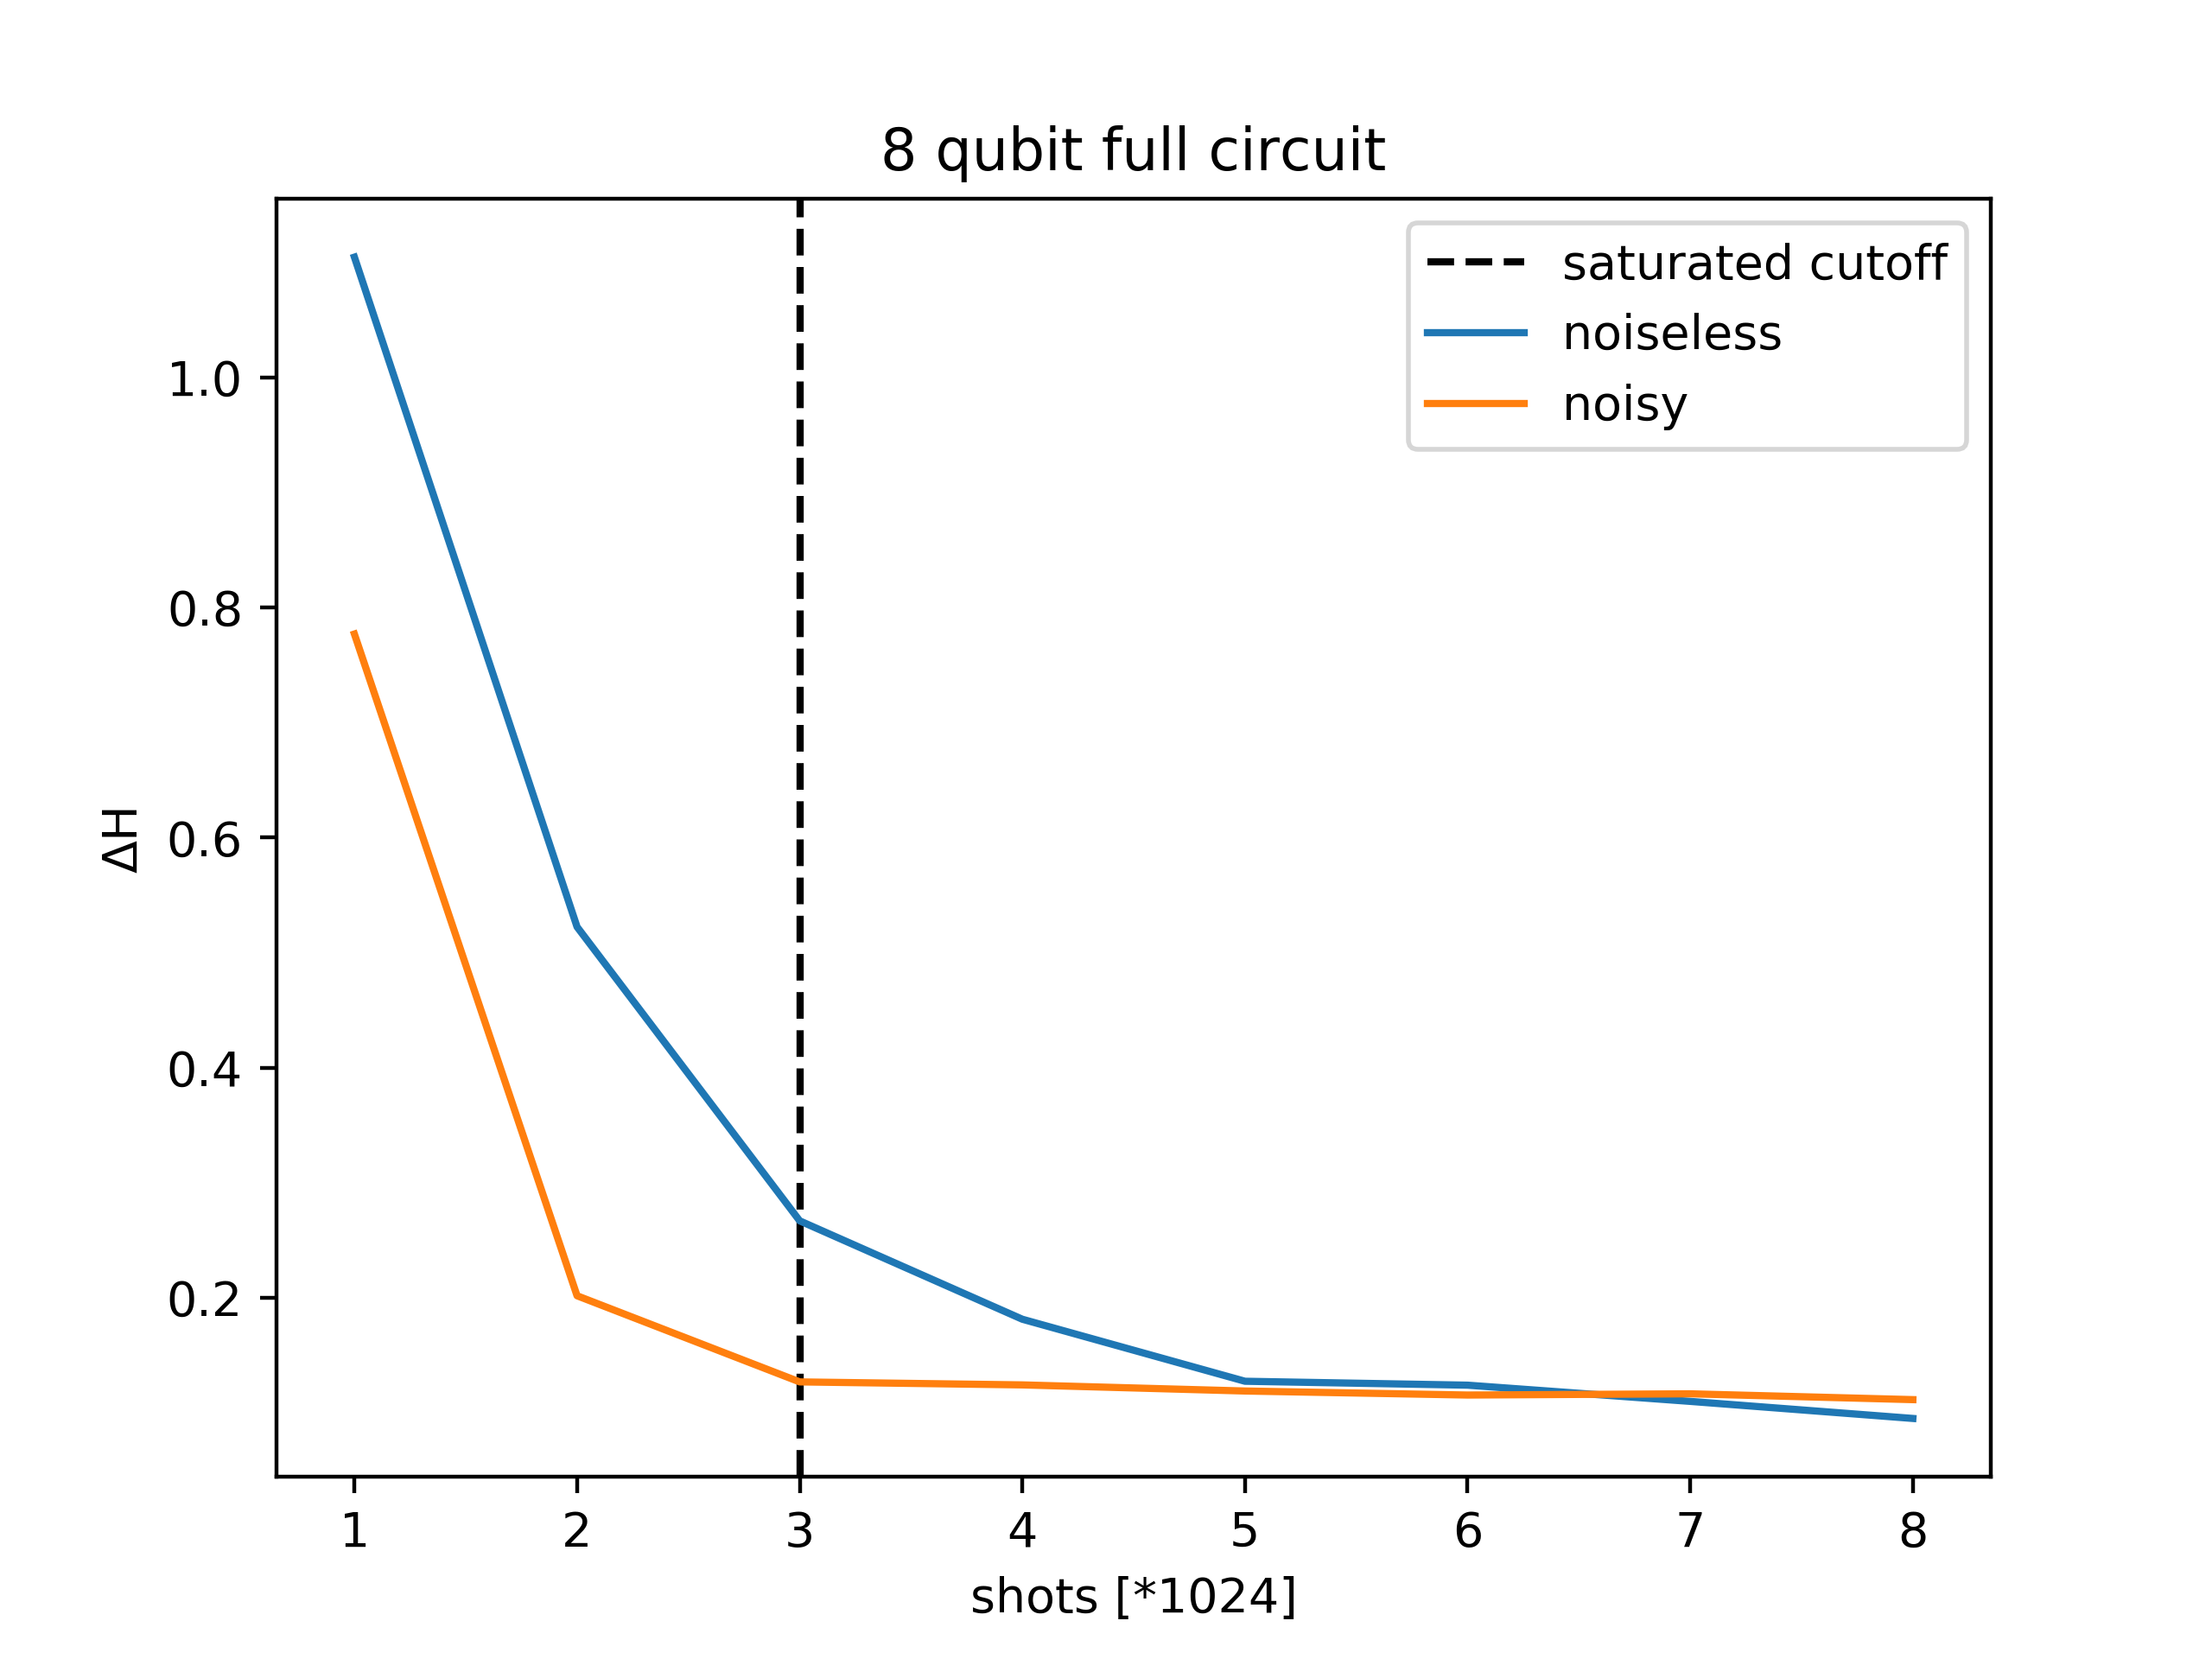 8 qubit full circuit
saturated cutoff
noiseless
noisy
1.0
0.8
0.6
0.4
0.2
ΔH
1 2 3 4 5 6 7 8
shots [*1024]